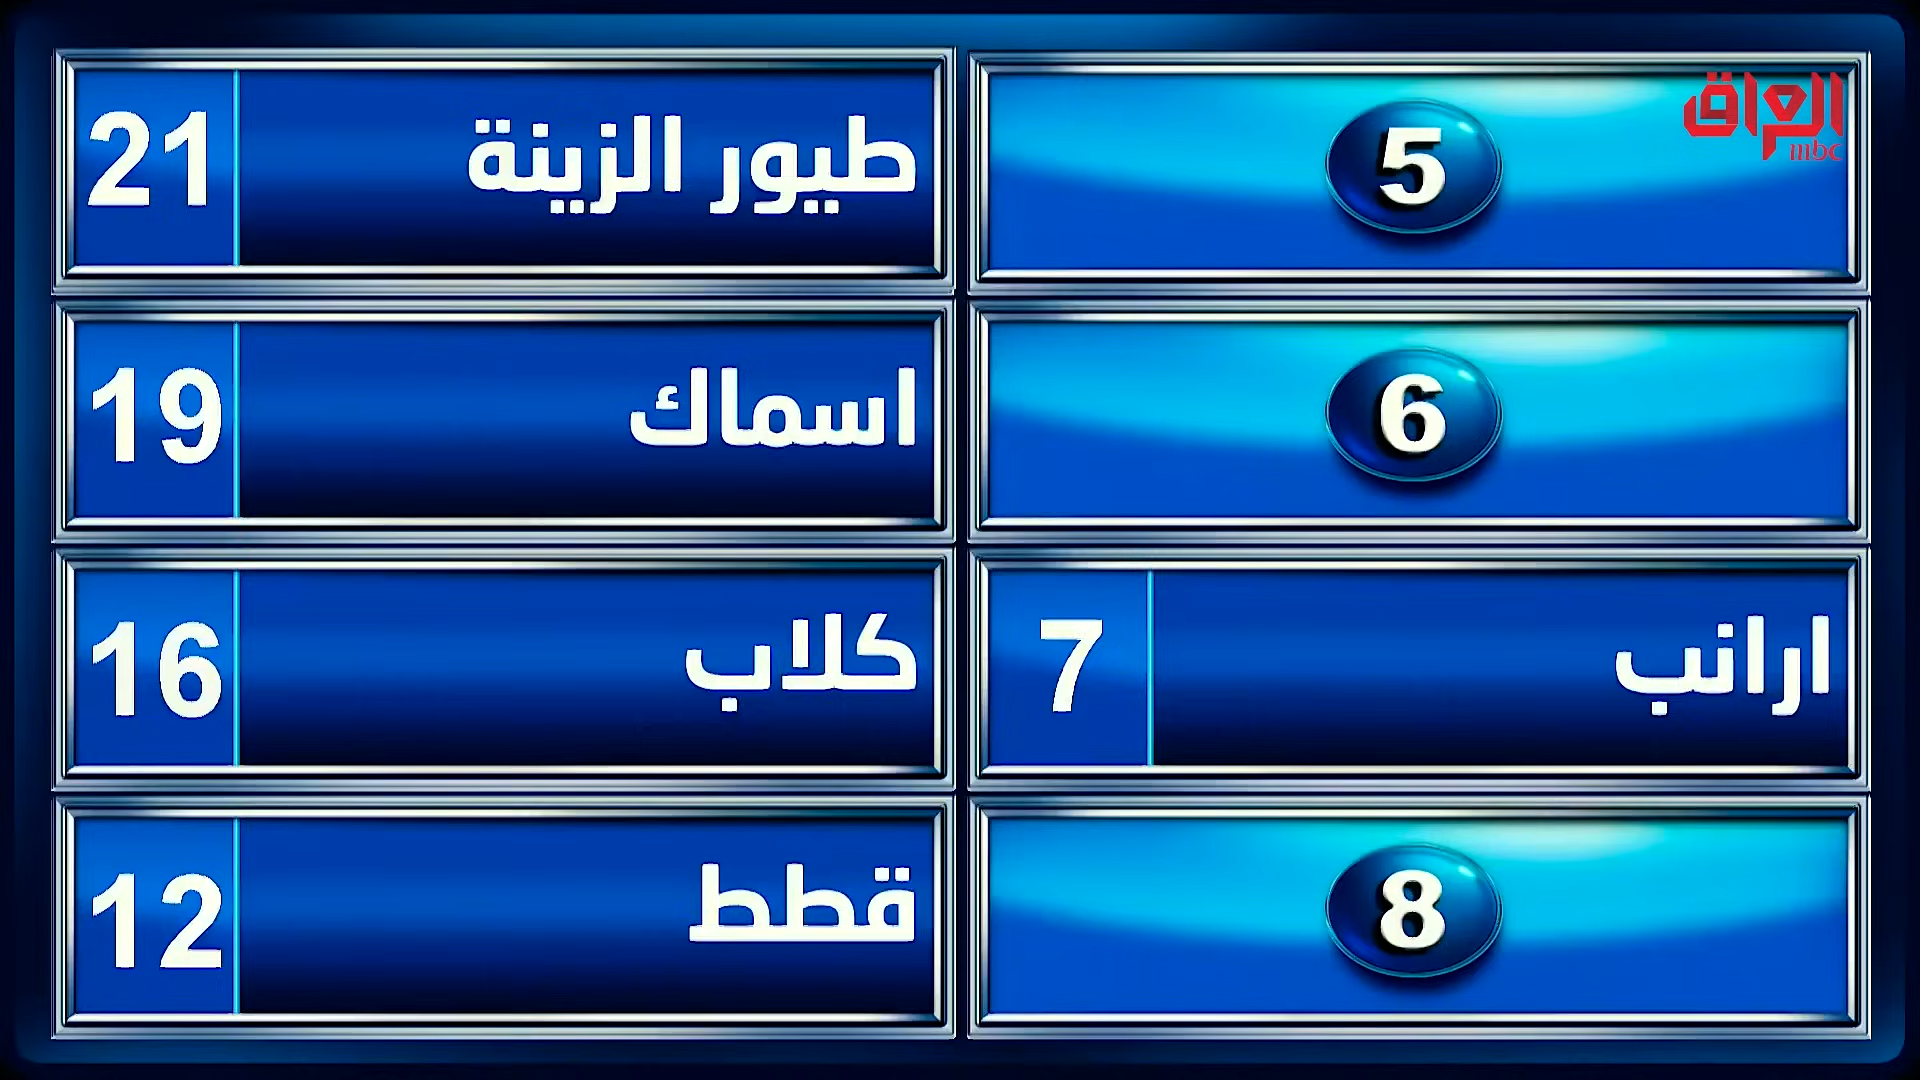 طيور الزينة 21
اسماك 19
كلاب 16
قطط 12
5
6
ارانب 7
8
العراق
mbc